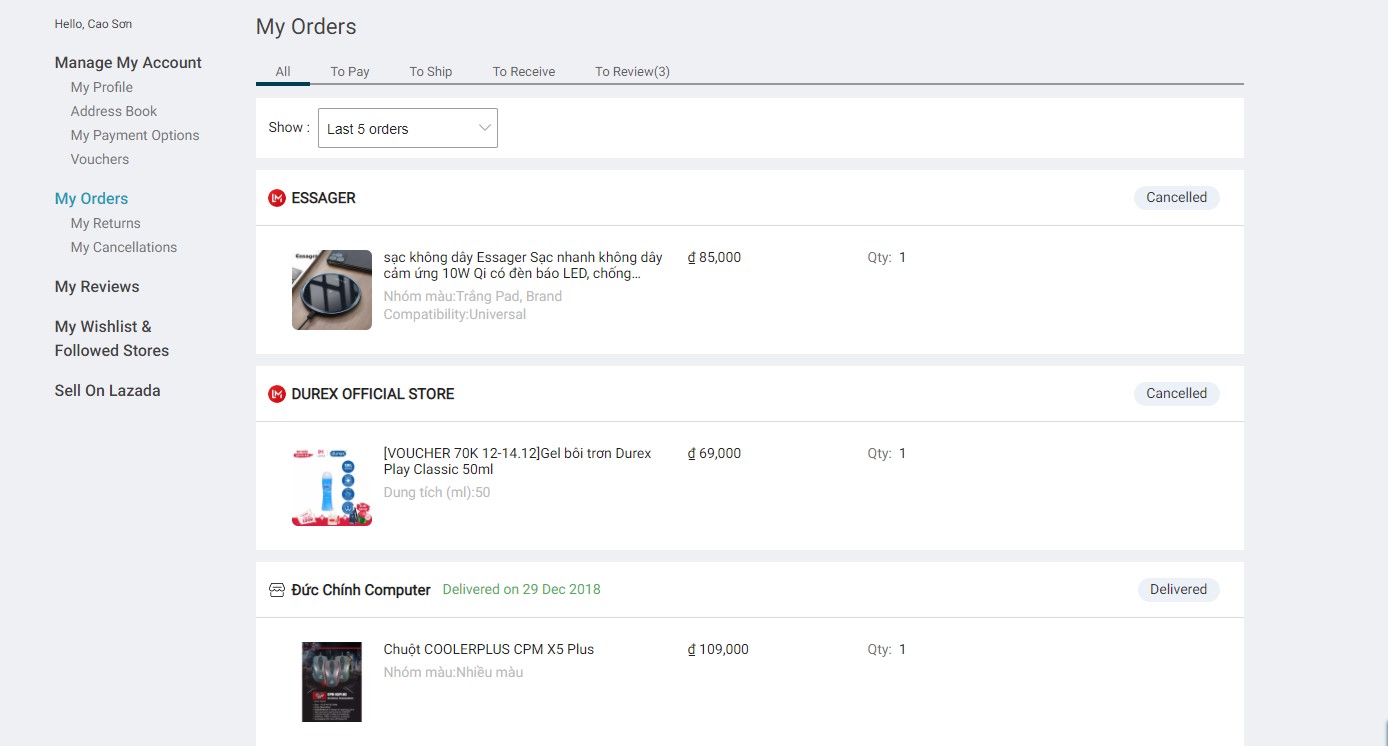 Hello, Cao Sơn
Manage My Account
My Profile
Address Book
My Payment Options
Vouchers
My Orders
My Returns
My Cancellations
My Reviews
My Wishlist &
Followed Stores
Sell On Lazada
My Orders
All
To Pay
To Ship
To Receive
To Review(3)
Show :
Last 5 orders
ESSAGER
Cancelled
Essager
sạc không dây Essager Sạc nhanh không dây
cảm ứng 10W Qi có đèn báo LED, chống...
Nhóm màu:Trắng Pad, Brand
Compatibility:Universal
₫ 85,000
Qty: 1
DUREX OFFICIAL STORE
Cancelled
[VOUCHER 70K 12-14.12]Gel bôi trơn Durex
Play Classic 50ml
Dung tích (ml):50
₫ 69,000
Qty: 1
Đức Chính Computer
Delivered on 29 Dec 2018
Delivered
Chuột COOLERPLUS CPM X5 Plus
Nhóm màu:Nhiều màu
₫ 109,000
Qty: 1